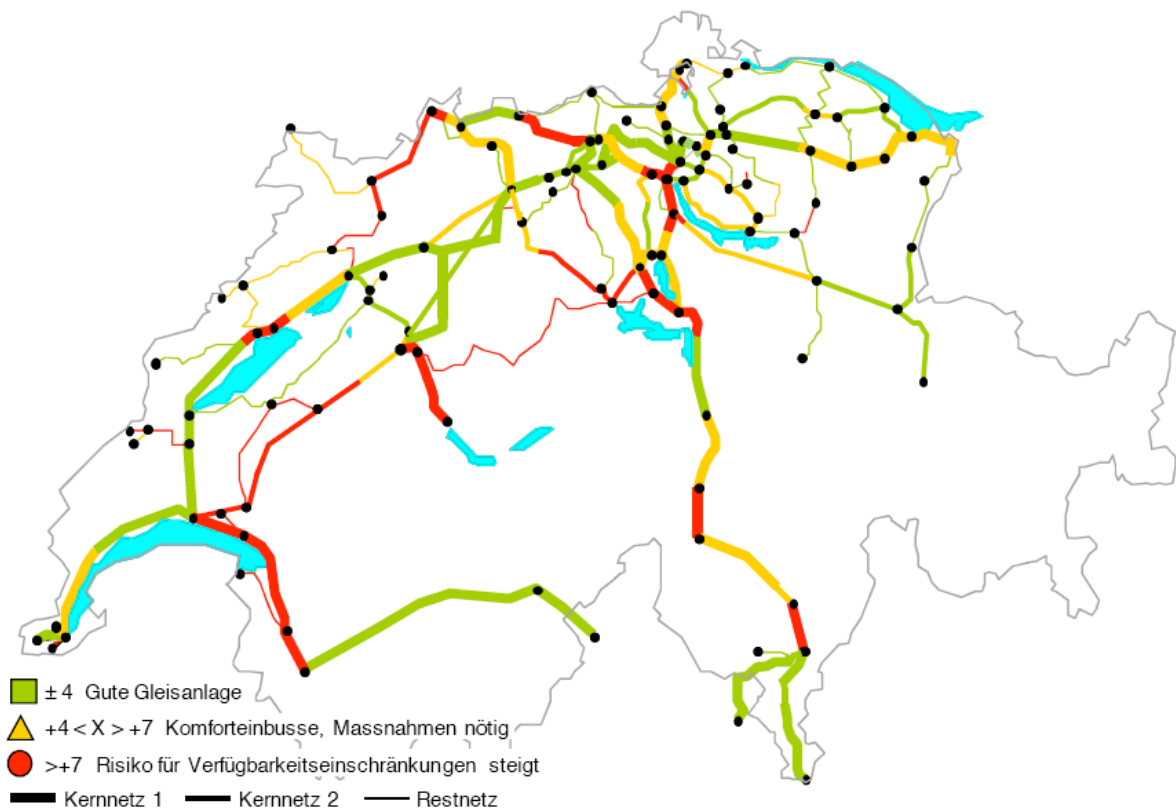 ± 4 Gute Gleisanlage
+4 < X > +7 Komforteinbusse, Massnahmen nötig
>+7 Risiko für Verfügbarkeitseinschränkungen steigt
Kernnetz 1 Kernnetz 2 Restnetz